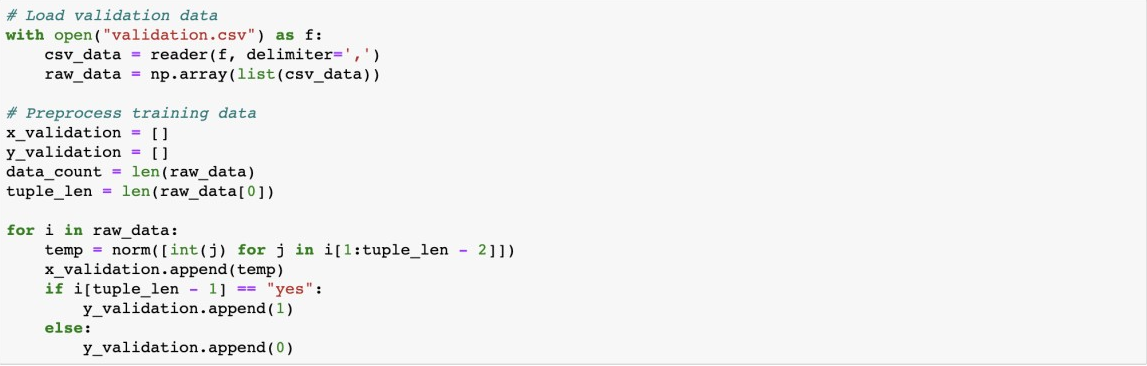 # Load validation data
with open("validation.csv") as f:
    csv_data = reader(f, delimiter=',')
    raw_data = np.array(list(csv_data))

# Preprocess training data
x_validation = []
y_validation = []
data_count = len(raw_data)
tuple_len = len(raw_data[0])

for i in raw_data:
    temp = norm([int(j) for j in i[1:tuple_len - 2]])
    x_validation.append(temp)
    if i[tuple_len - 1] == "yes":
        y_validation.append(1)
    else:
        y_validation.append(0)